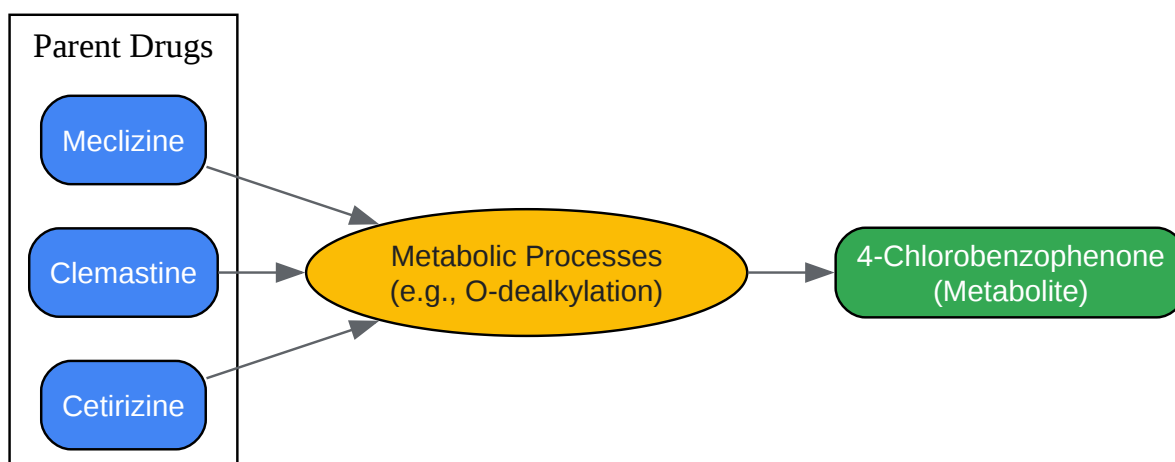 Parent Drugs
Meclizine
Clemastine
Cetirizine
Metabolic Processes
(e.g., O-dealkylation)
4-Chlorobenzophenone
(Metabolite)